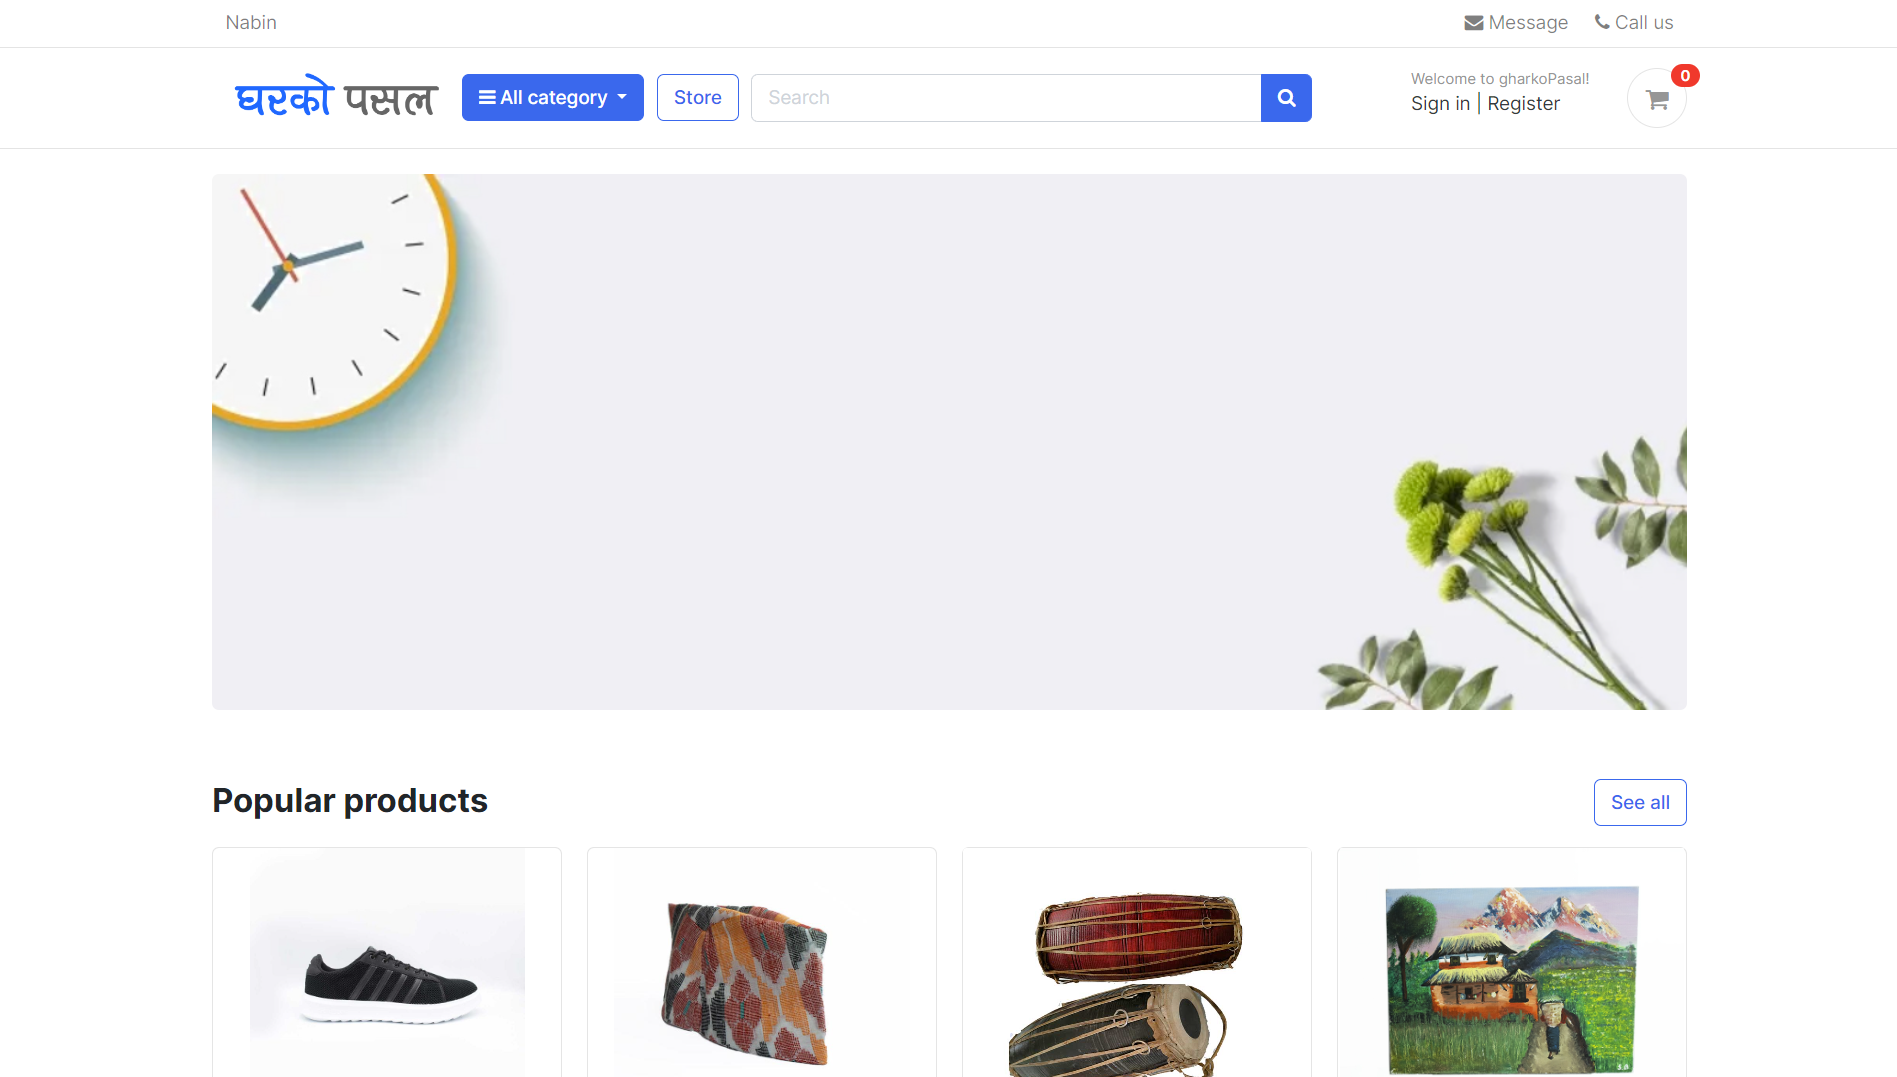 Nabin
Message Call us
घरको पसल
All category
Store
Search
Welcome to gharkoPasal!
Sign in | Register
0
Popular products
See all